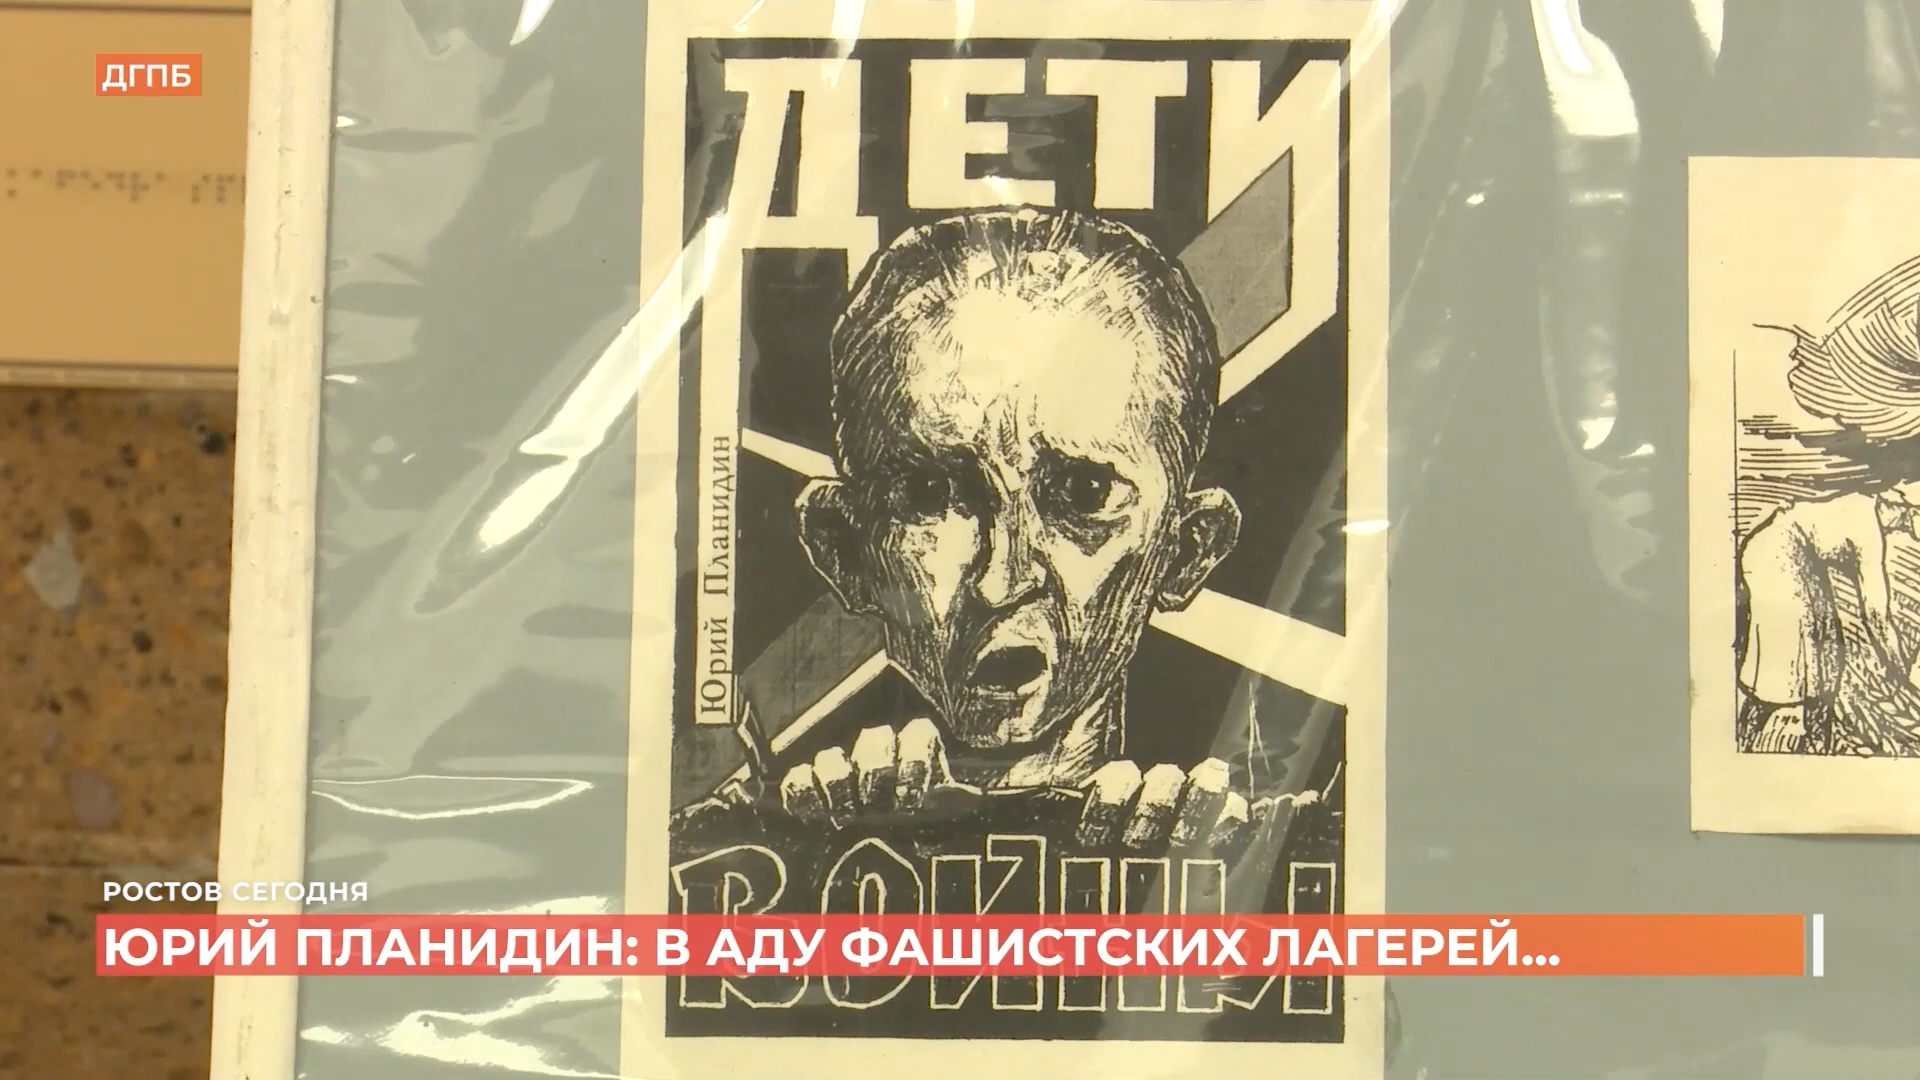 ДГПБ
ДЕТИ
Юрий Планидин
ВОЙНЫ
РОСТОВ СЕГОДНЯ
ЮРИЙ ПЛАНИДИН: В АДУ ФАШИСТСКИХ ЛАГЕРЕЙ...